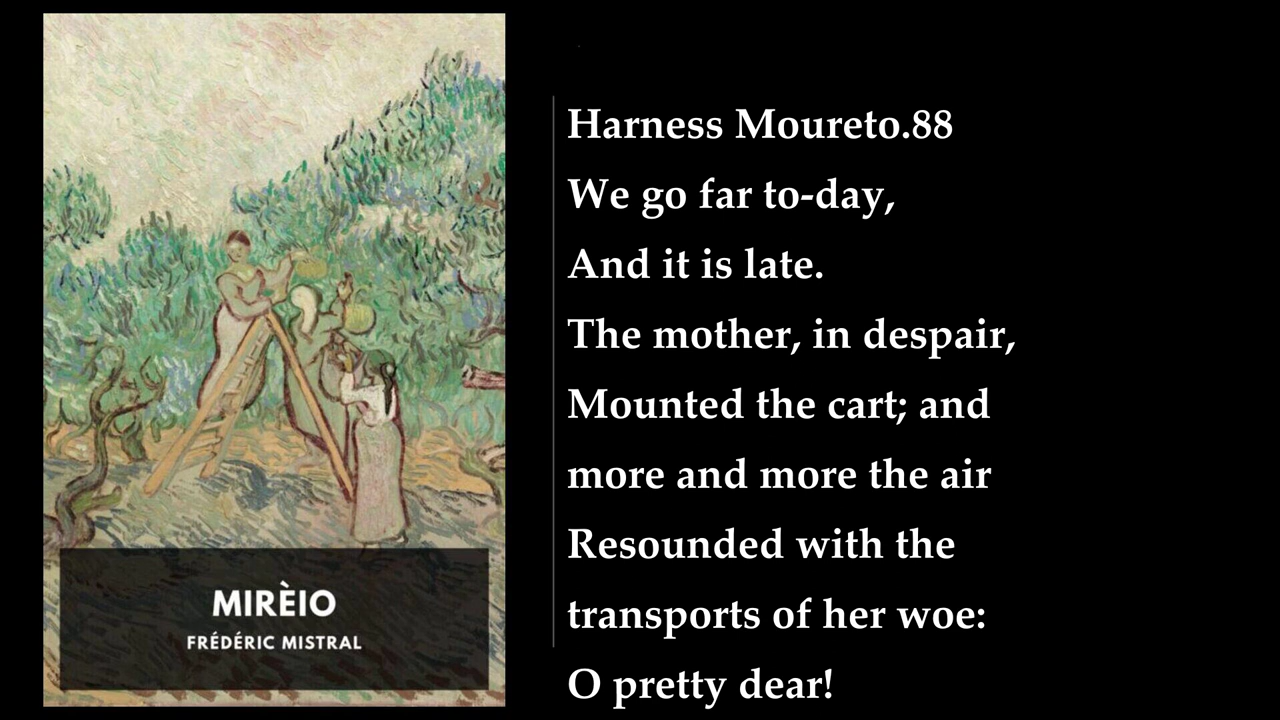 MIRÈIO
FRÉDÉRIC MISTRAL
Harness Moureto.88
We go far to-day,
And it is late.
The mother, in despair,
Mounted the cart; and
more and more the air
Resounded with the
transports of her woe:
O pretty dear!